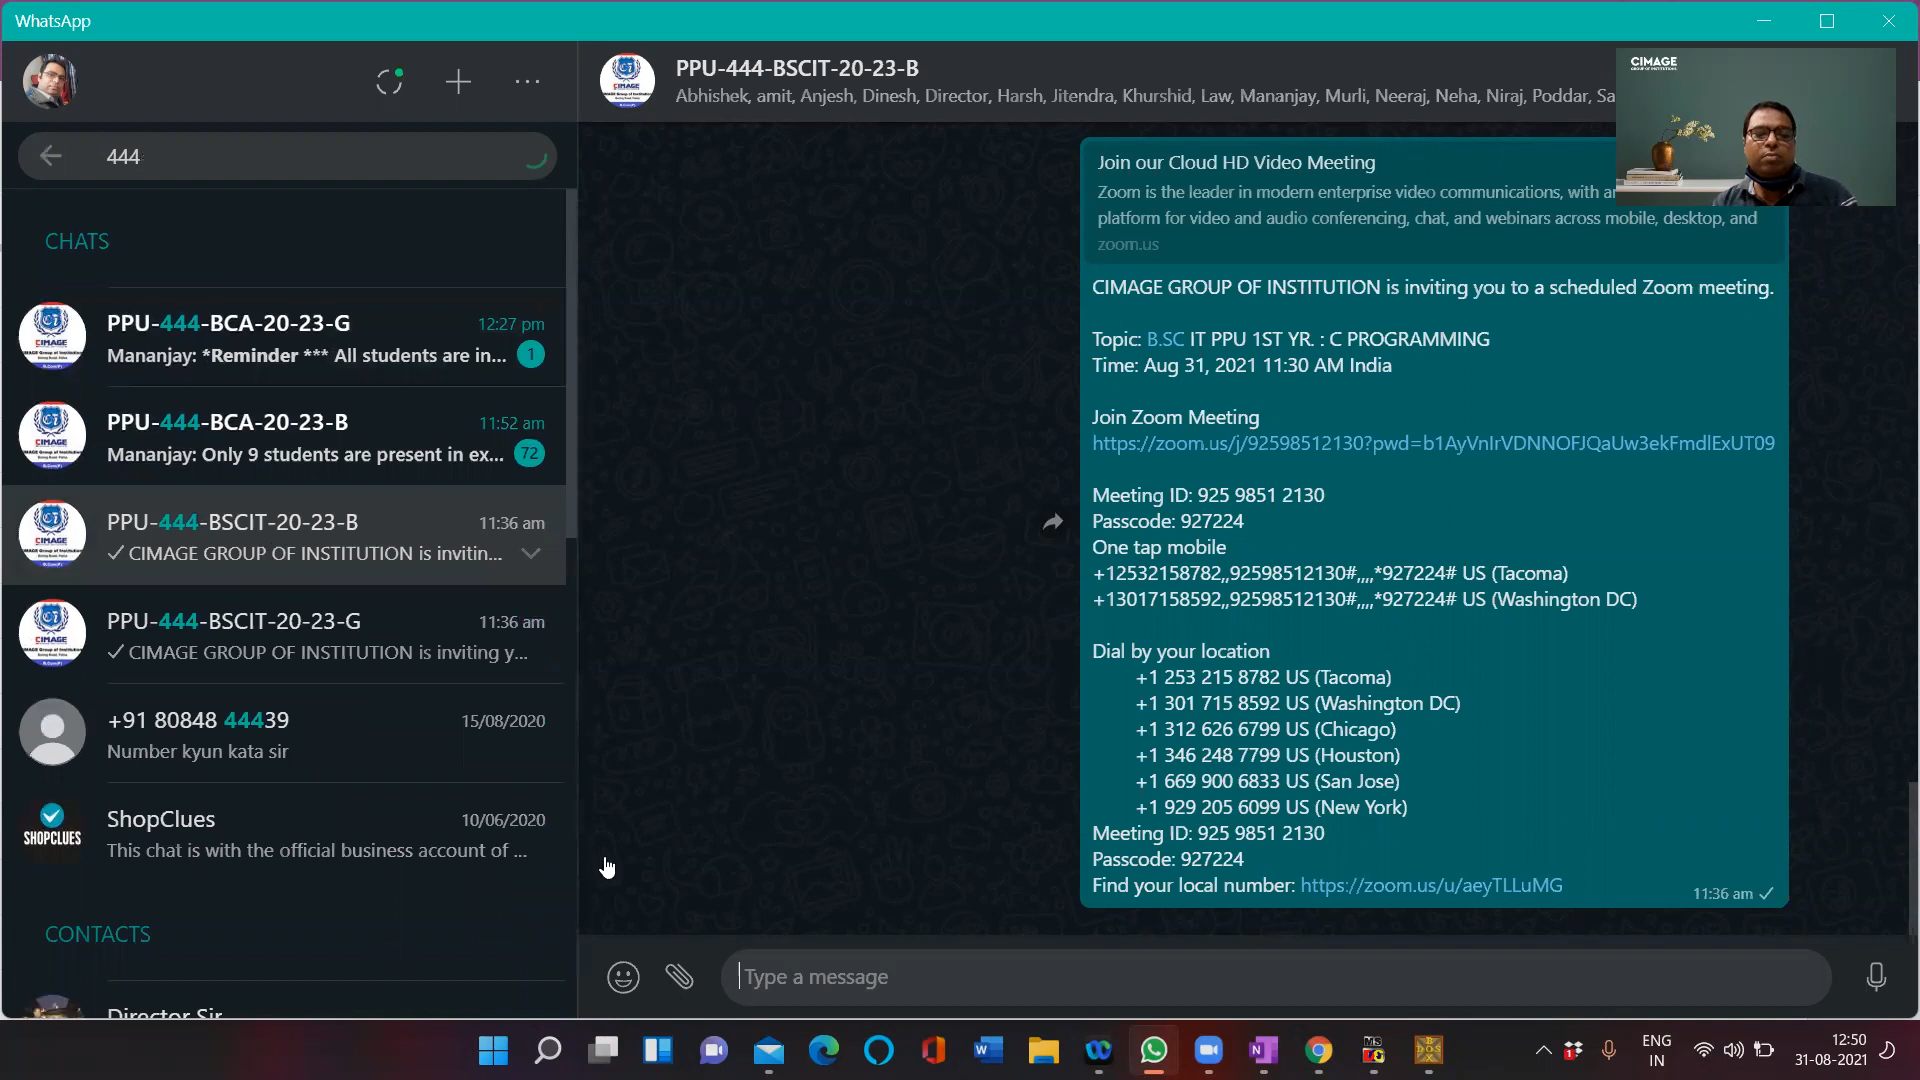 WhatsApp
444
CHATS
PPU-444-BCA-20-23-G
12:27 pm
Mananjay: *Reminder *** All students are in...
1
PPU-444-BCA-20-23-B
11:52 am
Mananjay: Only 9 students are present in ex...
72
PPU-444-BSCIT-20-23-B
11:36 am
CIMAGE GROUP OF INSTITUTION is invitin...
PPU-444-BSCIT-20-23-G
11:36 am
CIMAGE GROUP OF INSTITUTION is inviting y...
+91 80848 44439
15/08/2020
Number kyun kata sir
ShopClues
10/06/2020
This chat is with the official business account of ...
SHOPCLUES
CONTACTS
Director Sir
PPU-444-BSCIT-20-23-B
Abhishek, amit, Anjesh, Dinesh, Director, Harsh, Jitendra, Khurshid, Law, Mananjay, Murli, Neeraj, Neha, Niraj, Poddar, Sa
CIMAGE
GROUP OF INSTITUTIONS
Join our Cloud HD Video Meeting
Zoom is the leader in modern enterprise video communications, with an
platform for video and audio conferencing, chat, and webinars across mobile, desktop, and
zoom.us
CIMAGE GROUP OF INSTITUTION is inviting you to a scheduled Zoom meeting.
Topic: B.SC IT PPU 1ST YR. : C PROGRAMMING
Time: Aug 31, 2021 11:30 AM India
Join Zoom Meeting
https://zoom.us/j/92598512130?pwd=b1AyVnIrVDNNOFJQaUw3ekFmdlExUT09
Meeting ID: 925 9851 2130
Passcode: 927224
One tap mobile
+12532158782,,92598512130#,,,,*927224# US (Tacoma)
+13017158592,,92598512130#,,,,*927224# US (Washington DC)
Dial by your location
+1 253 215 8782 US (Tacoma)
+1 301 715 8592 US (Washington DC)
+1 312 626 6799 US (Chicago)
+1 346 248 7799 US (Houston)
+1 669 900 6833 US (San Jose)
+1 929 205 6099 US (New York)
Meeting ID: 925 9851 2130
Passcode: 927224
Find your local number: https://zoom.us/u/aeyTLLuMG
11:36 am
Type a message
ENG
IN
12:50
31-08-2021